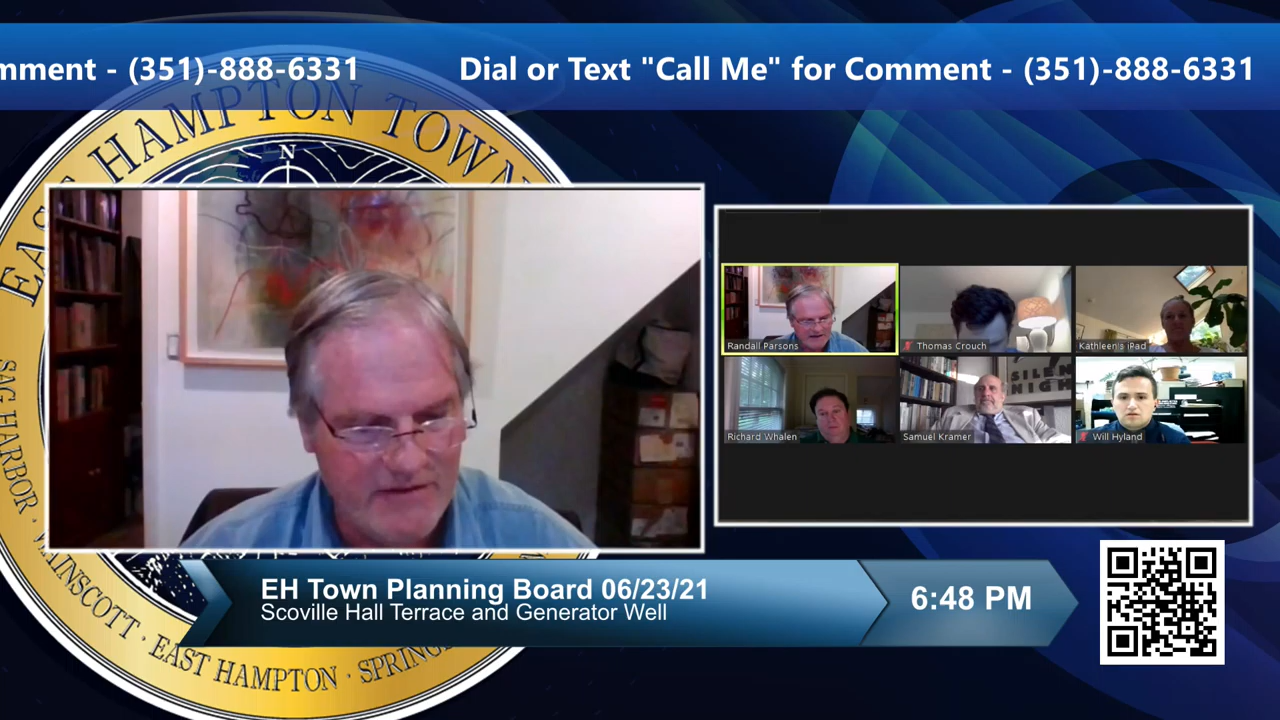 mment - (351)-888-6331
Dial or Text "Call Me" for Comment - (351)-888-6331
EAST HAMPTON TOWN
N
SAG HARBOR · WAINSCOTT · EAST HAMPTON · SPRING
Randall Parsons
Thomas Crouch
Kathleen's iPad
SILEN
NIGH
Richard Whalen
Samuel Kramer
Will Hyland
EH Town Planning Board 06/23/21
Scoville Hall Terrace and Generator Well
6:48 PM